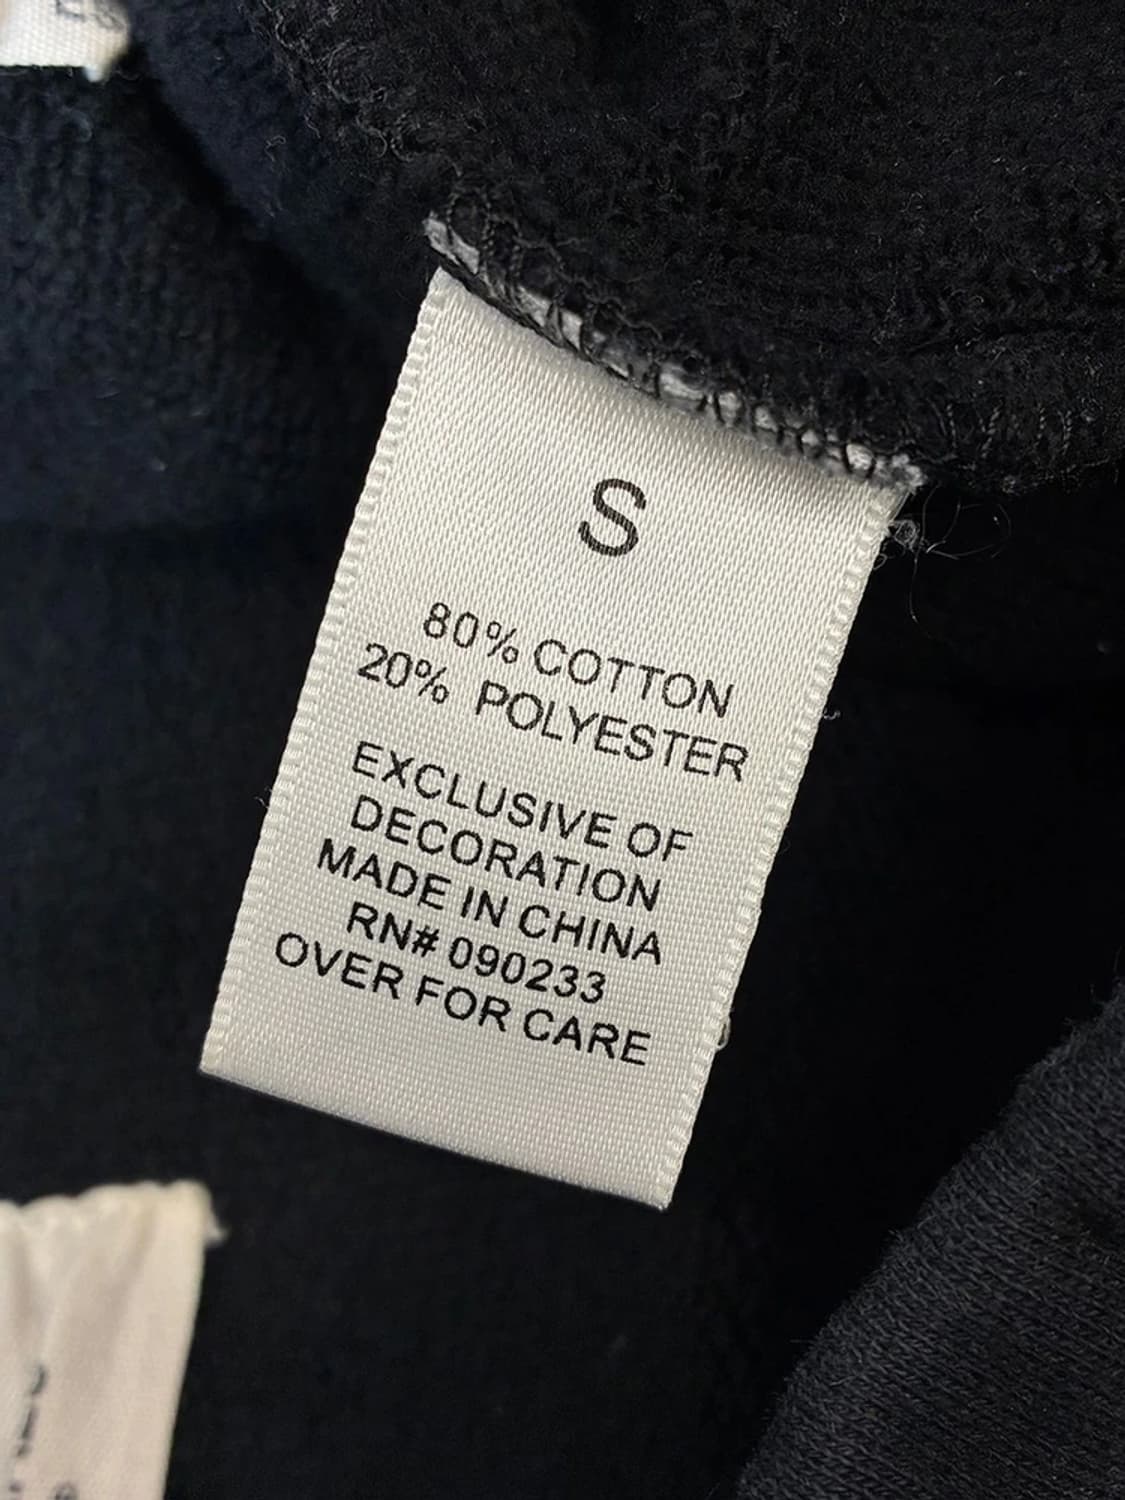 S
80% COTTON
20% POLYESTER
EXCLUSIVE OF
DECORATION
MADE IN CHINA
RN# 090233
OVER FOR CARE